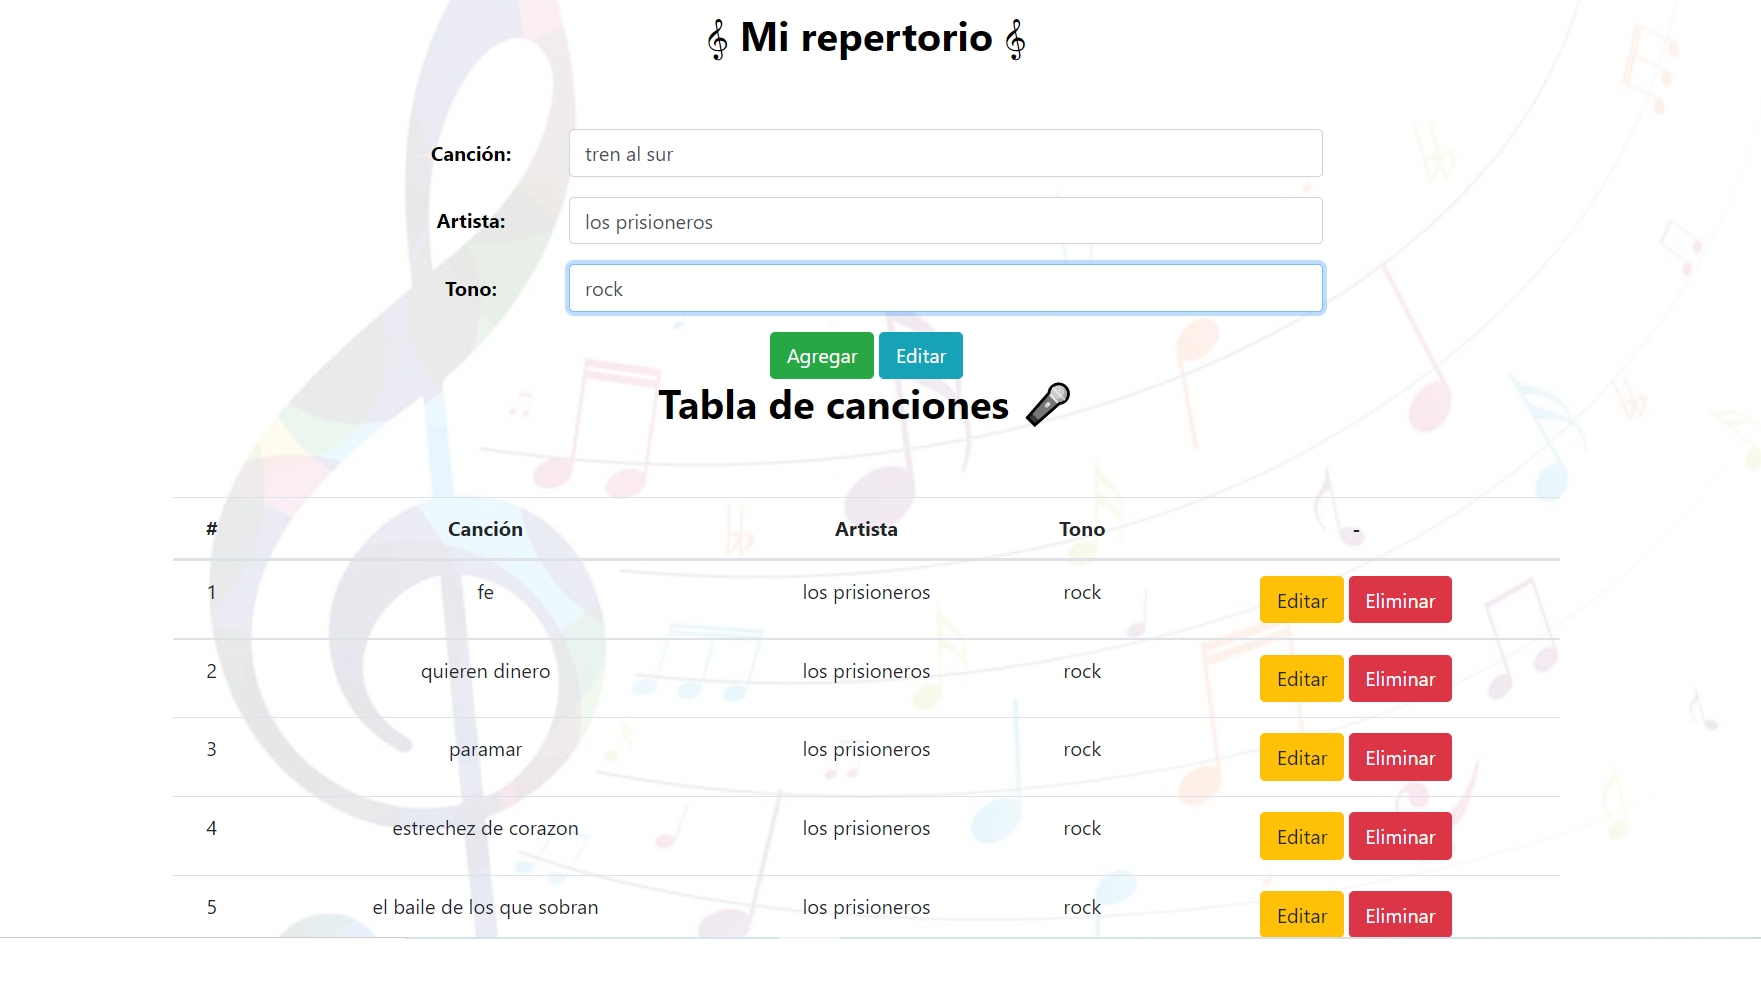 𝄞 Mi repertorio 𝄞
Canción: tren al sur
Artista: los prisioneros
Tono: rock
Agregar Editar
Tabla de canciones 🎤
# Canción Artista Tono -
1 fe los prisioneros rock Editar Eliminar
2 quieren dinero los prisioneros rock Editar Eliminar
3 paramar los prisioneros rock Editar Eliminar
4 estrechez de corazon los prisioneros rock Editar Eliminar
5 el baile de los que sobran los prisioneros rock Editar Eliminar